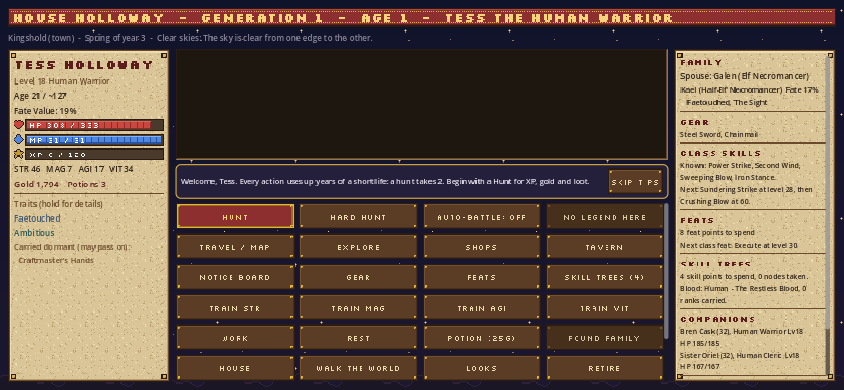 HOUSE HOLLOWAY - GENERATION 1 - AGE 1 - TESS THE HUMAN WARRIOR
Kingshold (town) - Spring of year 3 - Clear skies: The sky is clear from one edge to the other.
TESS HOLLOWAY
Level 18 Human Warrior
Age 21 / ~127
Fate Value: 19%
HP 308 / 333
MP 31 / 31
XP 0 / 120
STR 46 MAG 7 AGI 17 VIT 34
Gold 1,794 Potions 3
Traits (hold for details)
Faetouched
Ambitious
Carried dormant (may pass on):
Craftmaster's Hands
Welcome, Tess. Every action uses up years of a short life: a hunt takes 2. Begin with a Hunt for XP, gold and loot.
SKIP TIPS
HUNT
HARD HUNT
AUTO-BATTLE: OFF
NO LEGEND HERE
TRAVEL / MAP
EXPLORE
SHOPS
TAVERN
NOTICE BOARD
GEAR
FEATS
SKILL TREES (4)
TRAIN STR
TRAIN MAG
TRAIN AGI
TRAIN VIT
WORK
REST
POTION (25G)
FOUND FAMILY
HOUSE
WALK THE WORLD
LOOKS
RETIRE
FAMILY
Spouse: Galen (Elf Necromancer)
Kael (Half-Elf Necromancer) Fate 17%
Faetouched, The Sight
GEAR
Steel Sword, Chainmail
CLASS SKILLS
Known: Power Strike, Second Wind,
Sweeping Blow, Iron Stance.
Next: Sundering Strike at level 28, then
Crushing Blow at 60.
FEATS
8 feat points to spend
Next class feat: Execute at level 30
SKILL TREES
4 skill points to spend, 0 nodes taken.
Blood: Human - The Restless Blood, 0
ranks carried.
COMPANIONS
Bren Cask (32), Human Warrior Lv18
HP 185/185
Sister Oriel (32), Human Cleric Lv18
HP 167/167